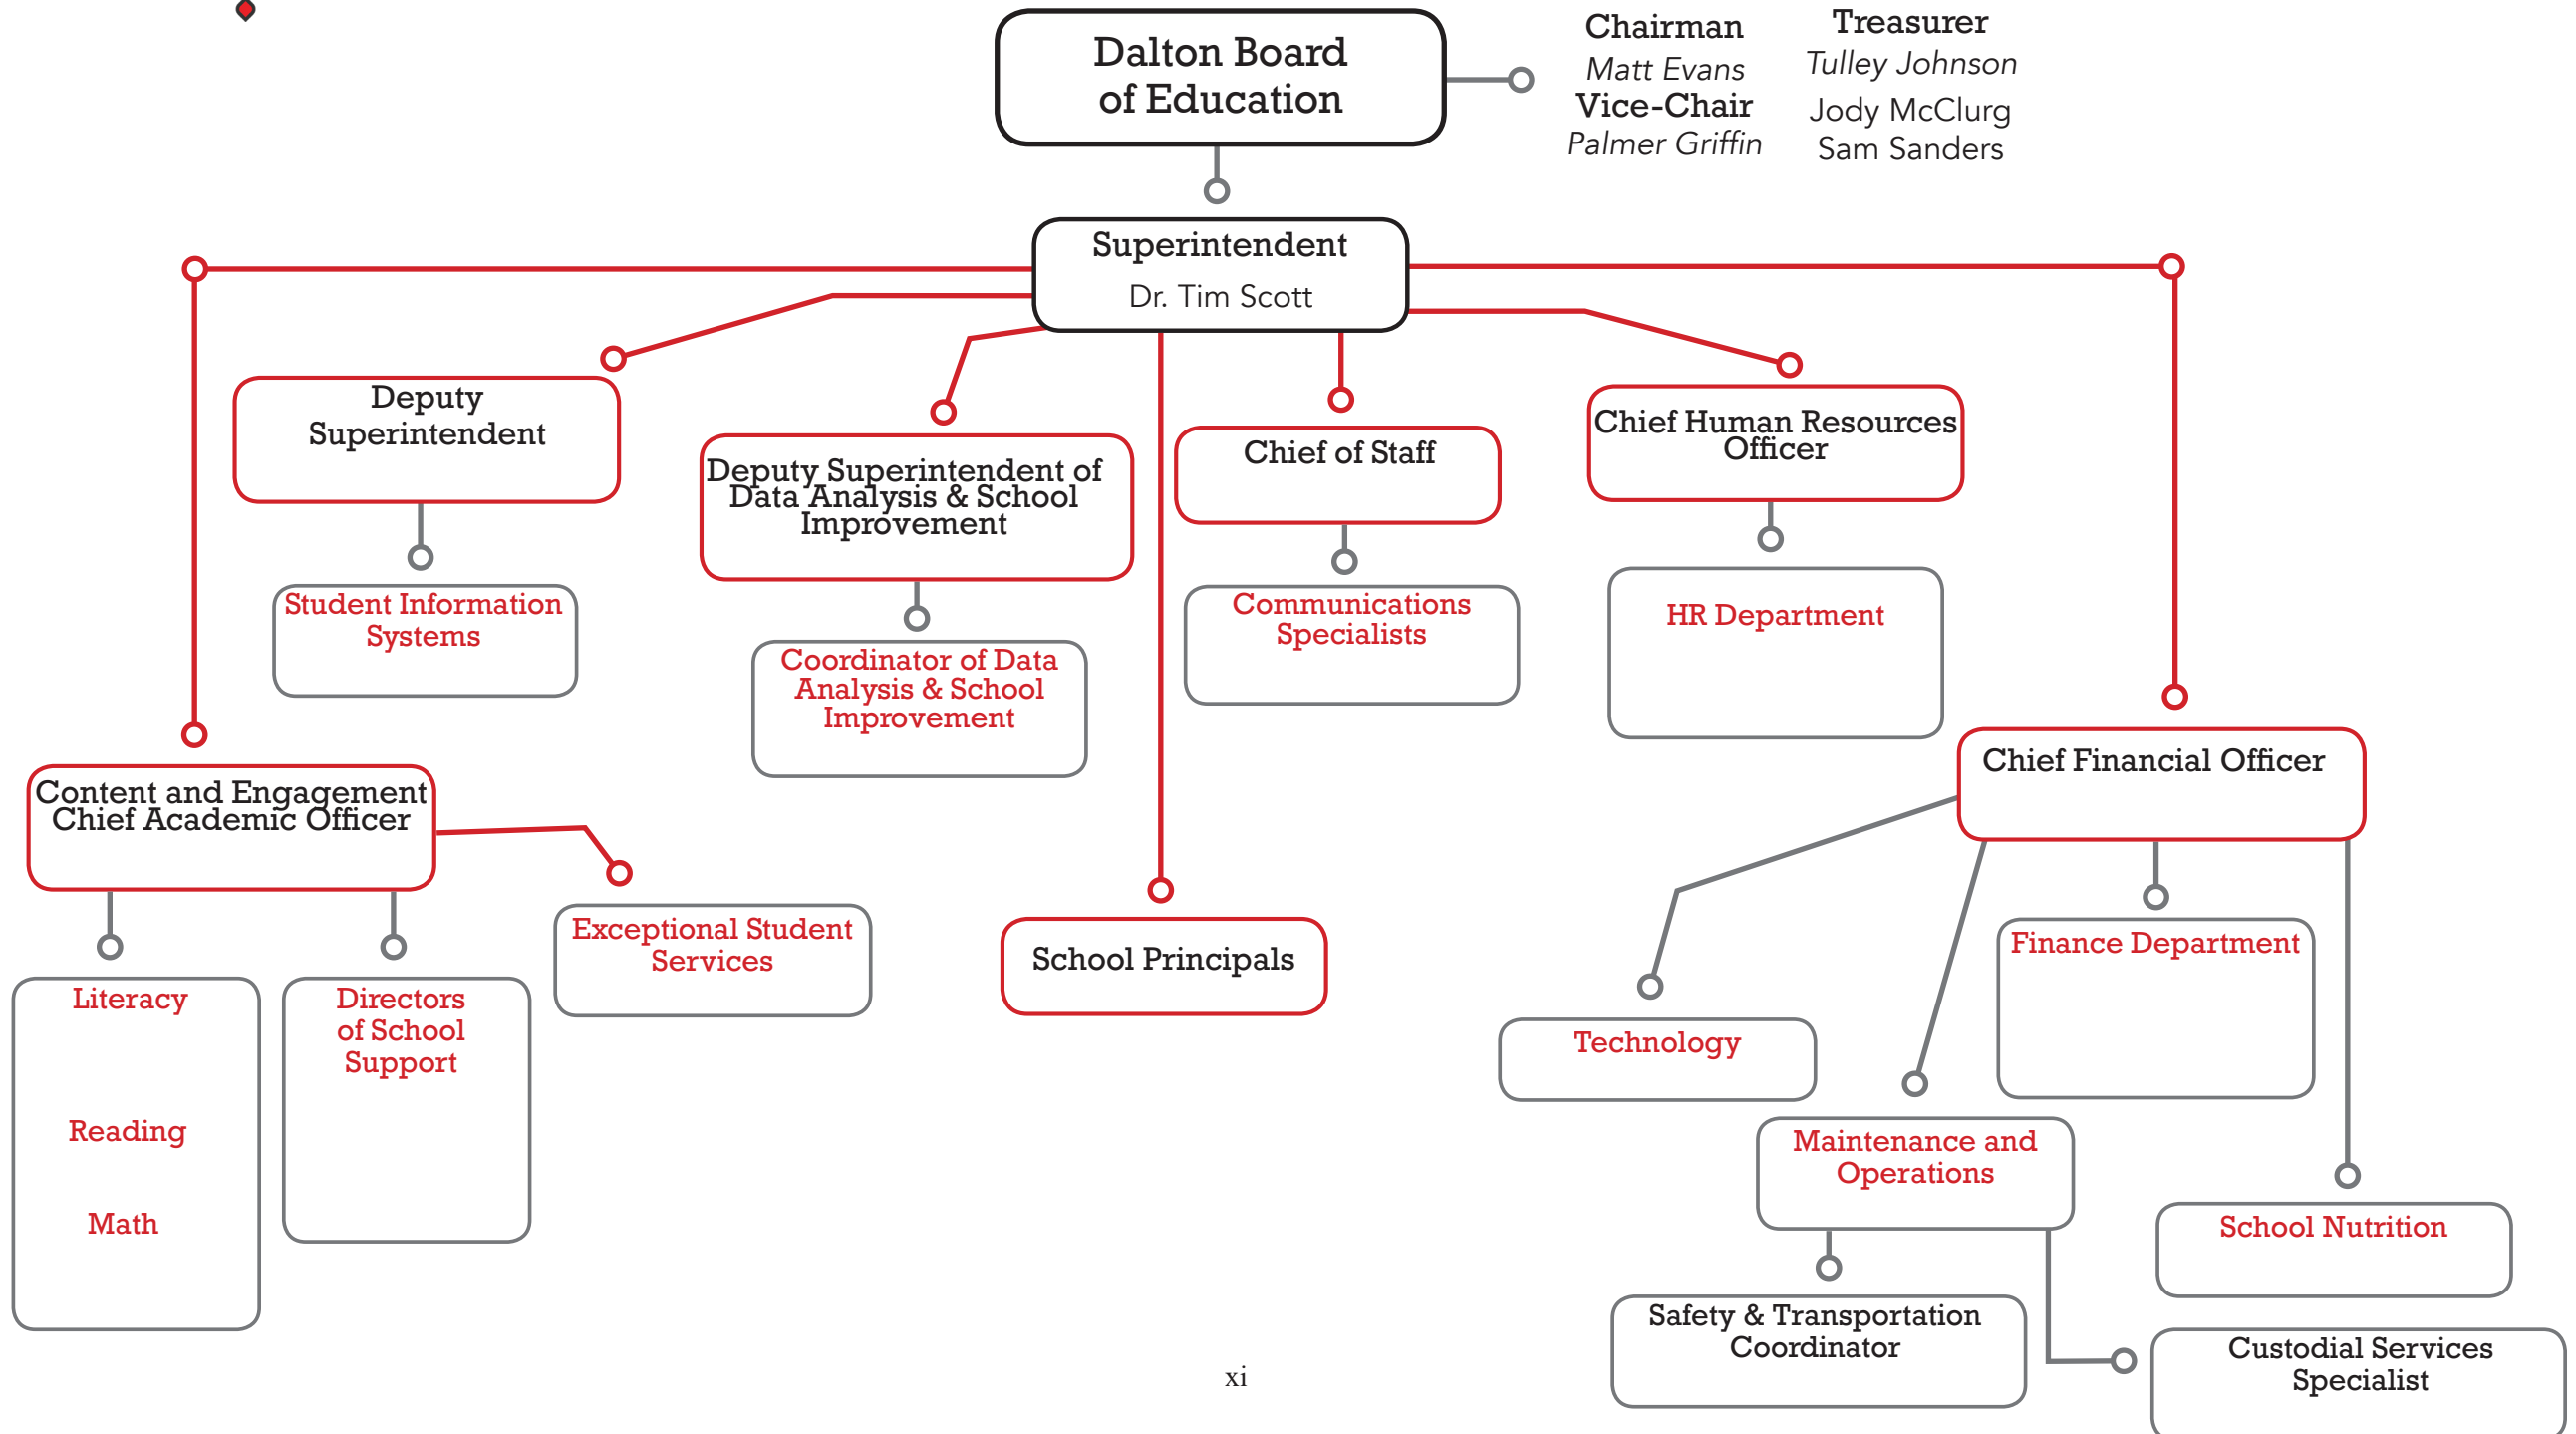 Dalton Board
of Education
Chairman
Matt Evans
Vice-Chair
Palmer Griffin
Treasurer
Tulley Johnson
Jody McClurg
Sam Sanders
Superintendent
Dr. Tim Scott
Deputy
Superintendent
Deputy Superintendent of
Data Analysis & School
Improvement
Chief of Staff
Chief Human Resources
Officer
Student Information
Systems
Coordinator of Data
Analysis & School
Improvement
Communications
Specialists
HR Department
Content and Engagement
Chief Academic Officer
Chief Financial Officer
Exceptional Student
Services
School Principals
Finance Department
Literacy
Reading
Math
Directors
of School
Support
Technology
Maintenance and
Operations
School Nutrition
Safety & Transportation
Coordinator
Custodial Services
Specialist
xi